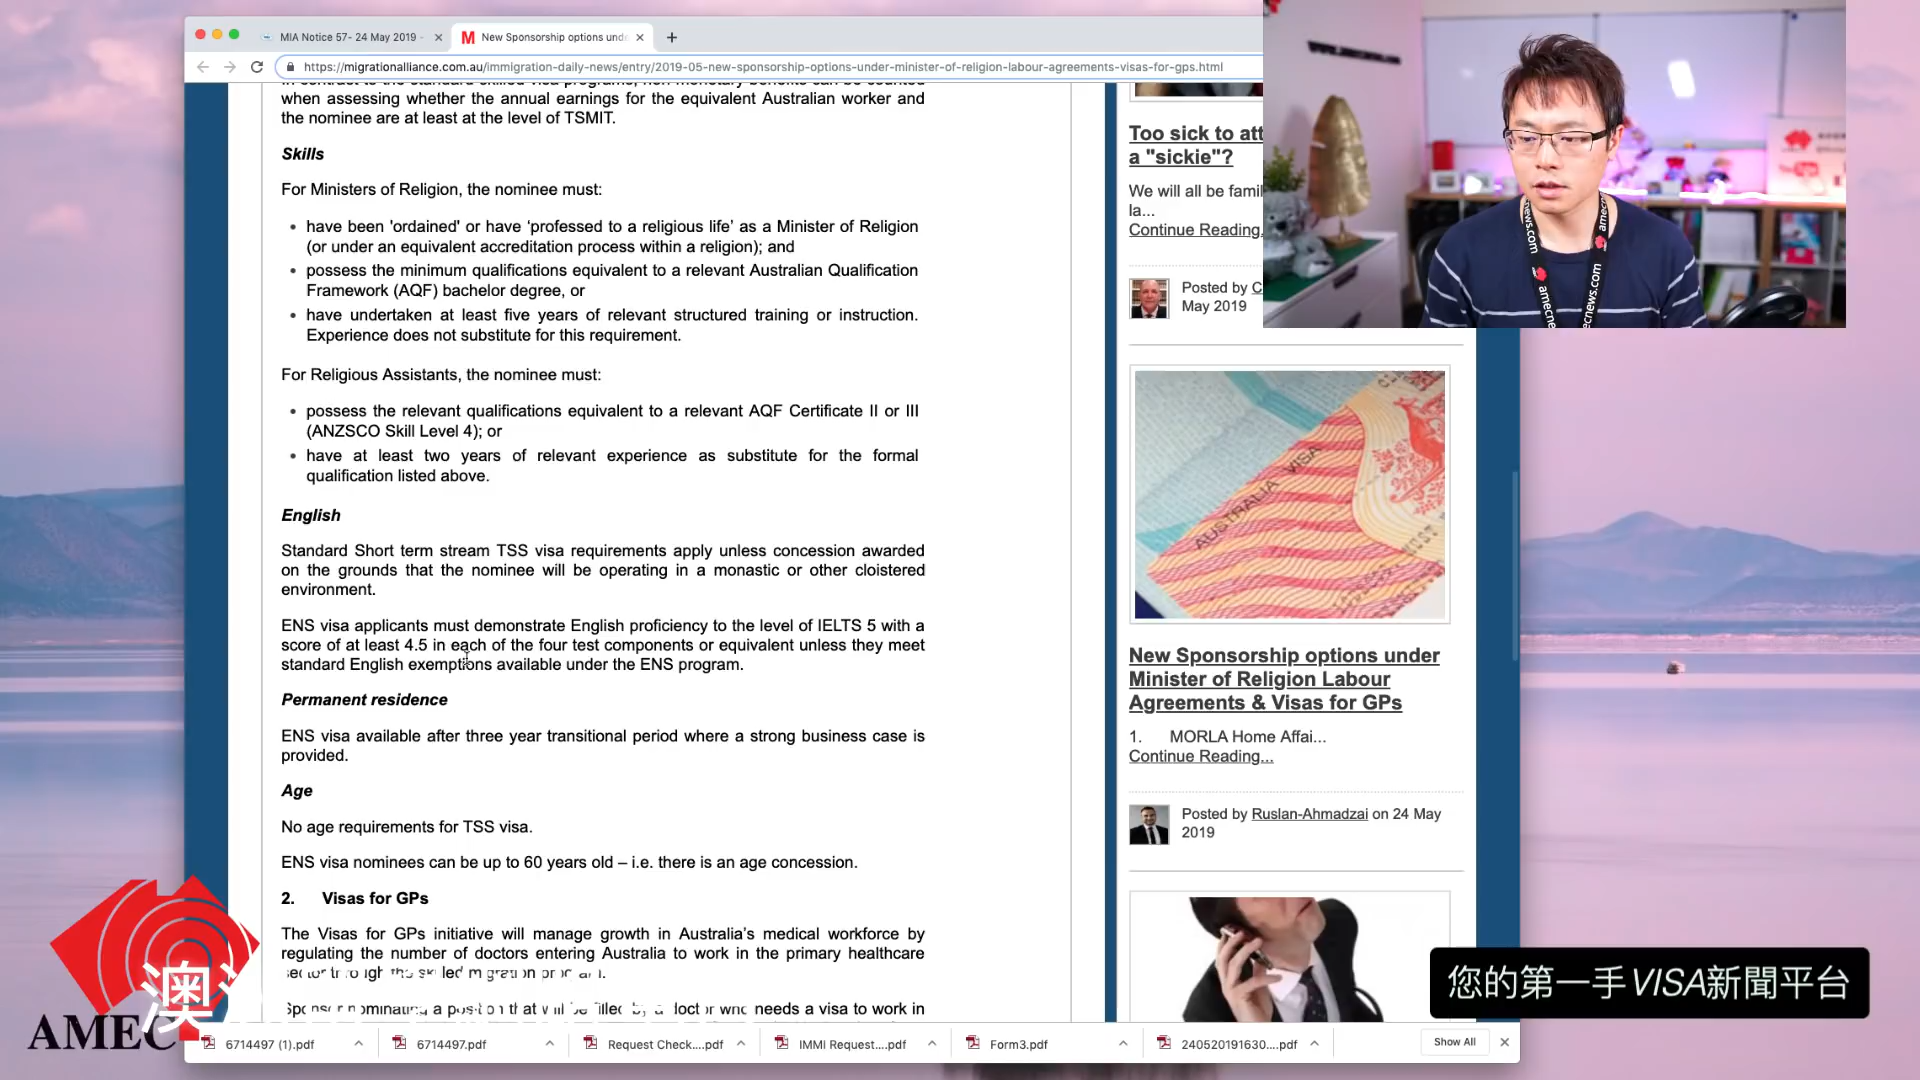 MIA Notice 57- 24 May 2019 -
New Sponsorship options und
https://migrationalliance.com.au/immigration-daily-news/entry/2019-05-new-sponsorship-options-under-minister-of-religion-labour-agreements-visas-for-gps.html
when assessing whether the annual earnings for the equivalent Australian worker and
the nominee are at least at the level of TSMIT.
Skills
For Ministers of Religion, the nominee must:
• have been 'ordained' or have ‘professed to a religious life’ as a Minister of Religion
(or under an equivalent accreditation process within a religion); and
• possess the minimum qualifications equivalent to a relevant Australian Qualification
Framework (AQF) bachelor degree, or
• have undertaken at least five years of relevant structured training or instruction.
Experience does not substitute for this requirement.
For Religious Assistants, the nominee must:
• possess the relevant qualifications equivalent to a relevant AQF Certificate II or III
(ANZSCO Skill Level 4); or
• have at least two years of relevant experience as substitute for the formal
qualification listed above.
English
Standard Short term stream TSS visa requirements apply unless concession awarded
on the grounds that the nominee will be operating in a monastic or other cloistered
environment.
ENS visa applicants must demonstrate English proficiency to the level of IELTS 5 with a
score of at least 4.5 in each of the four test components or equivalent unless they meet
standard English exemptions available under the ENS program.
Permanent residence
ENS visa available after three year transitional period where a strong business case is
provided.
Age
No age requirements for TSS visa.
ENS visa nominees can be up to 60 years old – i.e. there is an age concession.
2. Visas for GPs
The Visas for GPs initiative will manage growth in Australia’s medical workforce by
regulating the number of doctors entering Australia to work in the primary healthcare
Too sick to att
a "sickie"?
We will all be famil
la...
Continue Reading.
Posted by C
May 2019
AUSTRALIA VISA
New Sponsorship options under
Minister of Religion Labour
Agreements & Visas for GPs
1. MORLA Home Affai...
Continue Reading...
Posted by Ruslan-Ahmadzai on 24 May
2019
amecnews.com
amecnews.com
澳
AMEC
您的第一手VISA新聞平台
6714497 (1).pdf
6714497.pdf
Request Check....pdf
IMMI Request....pdf
Form3.pdf
240520191630....pdf
Show All